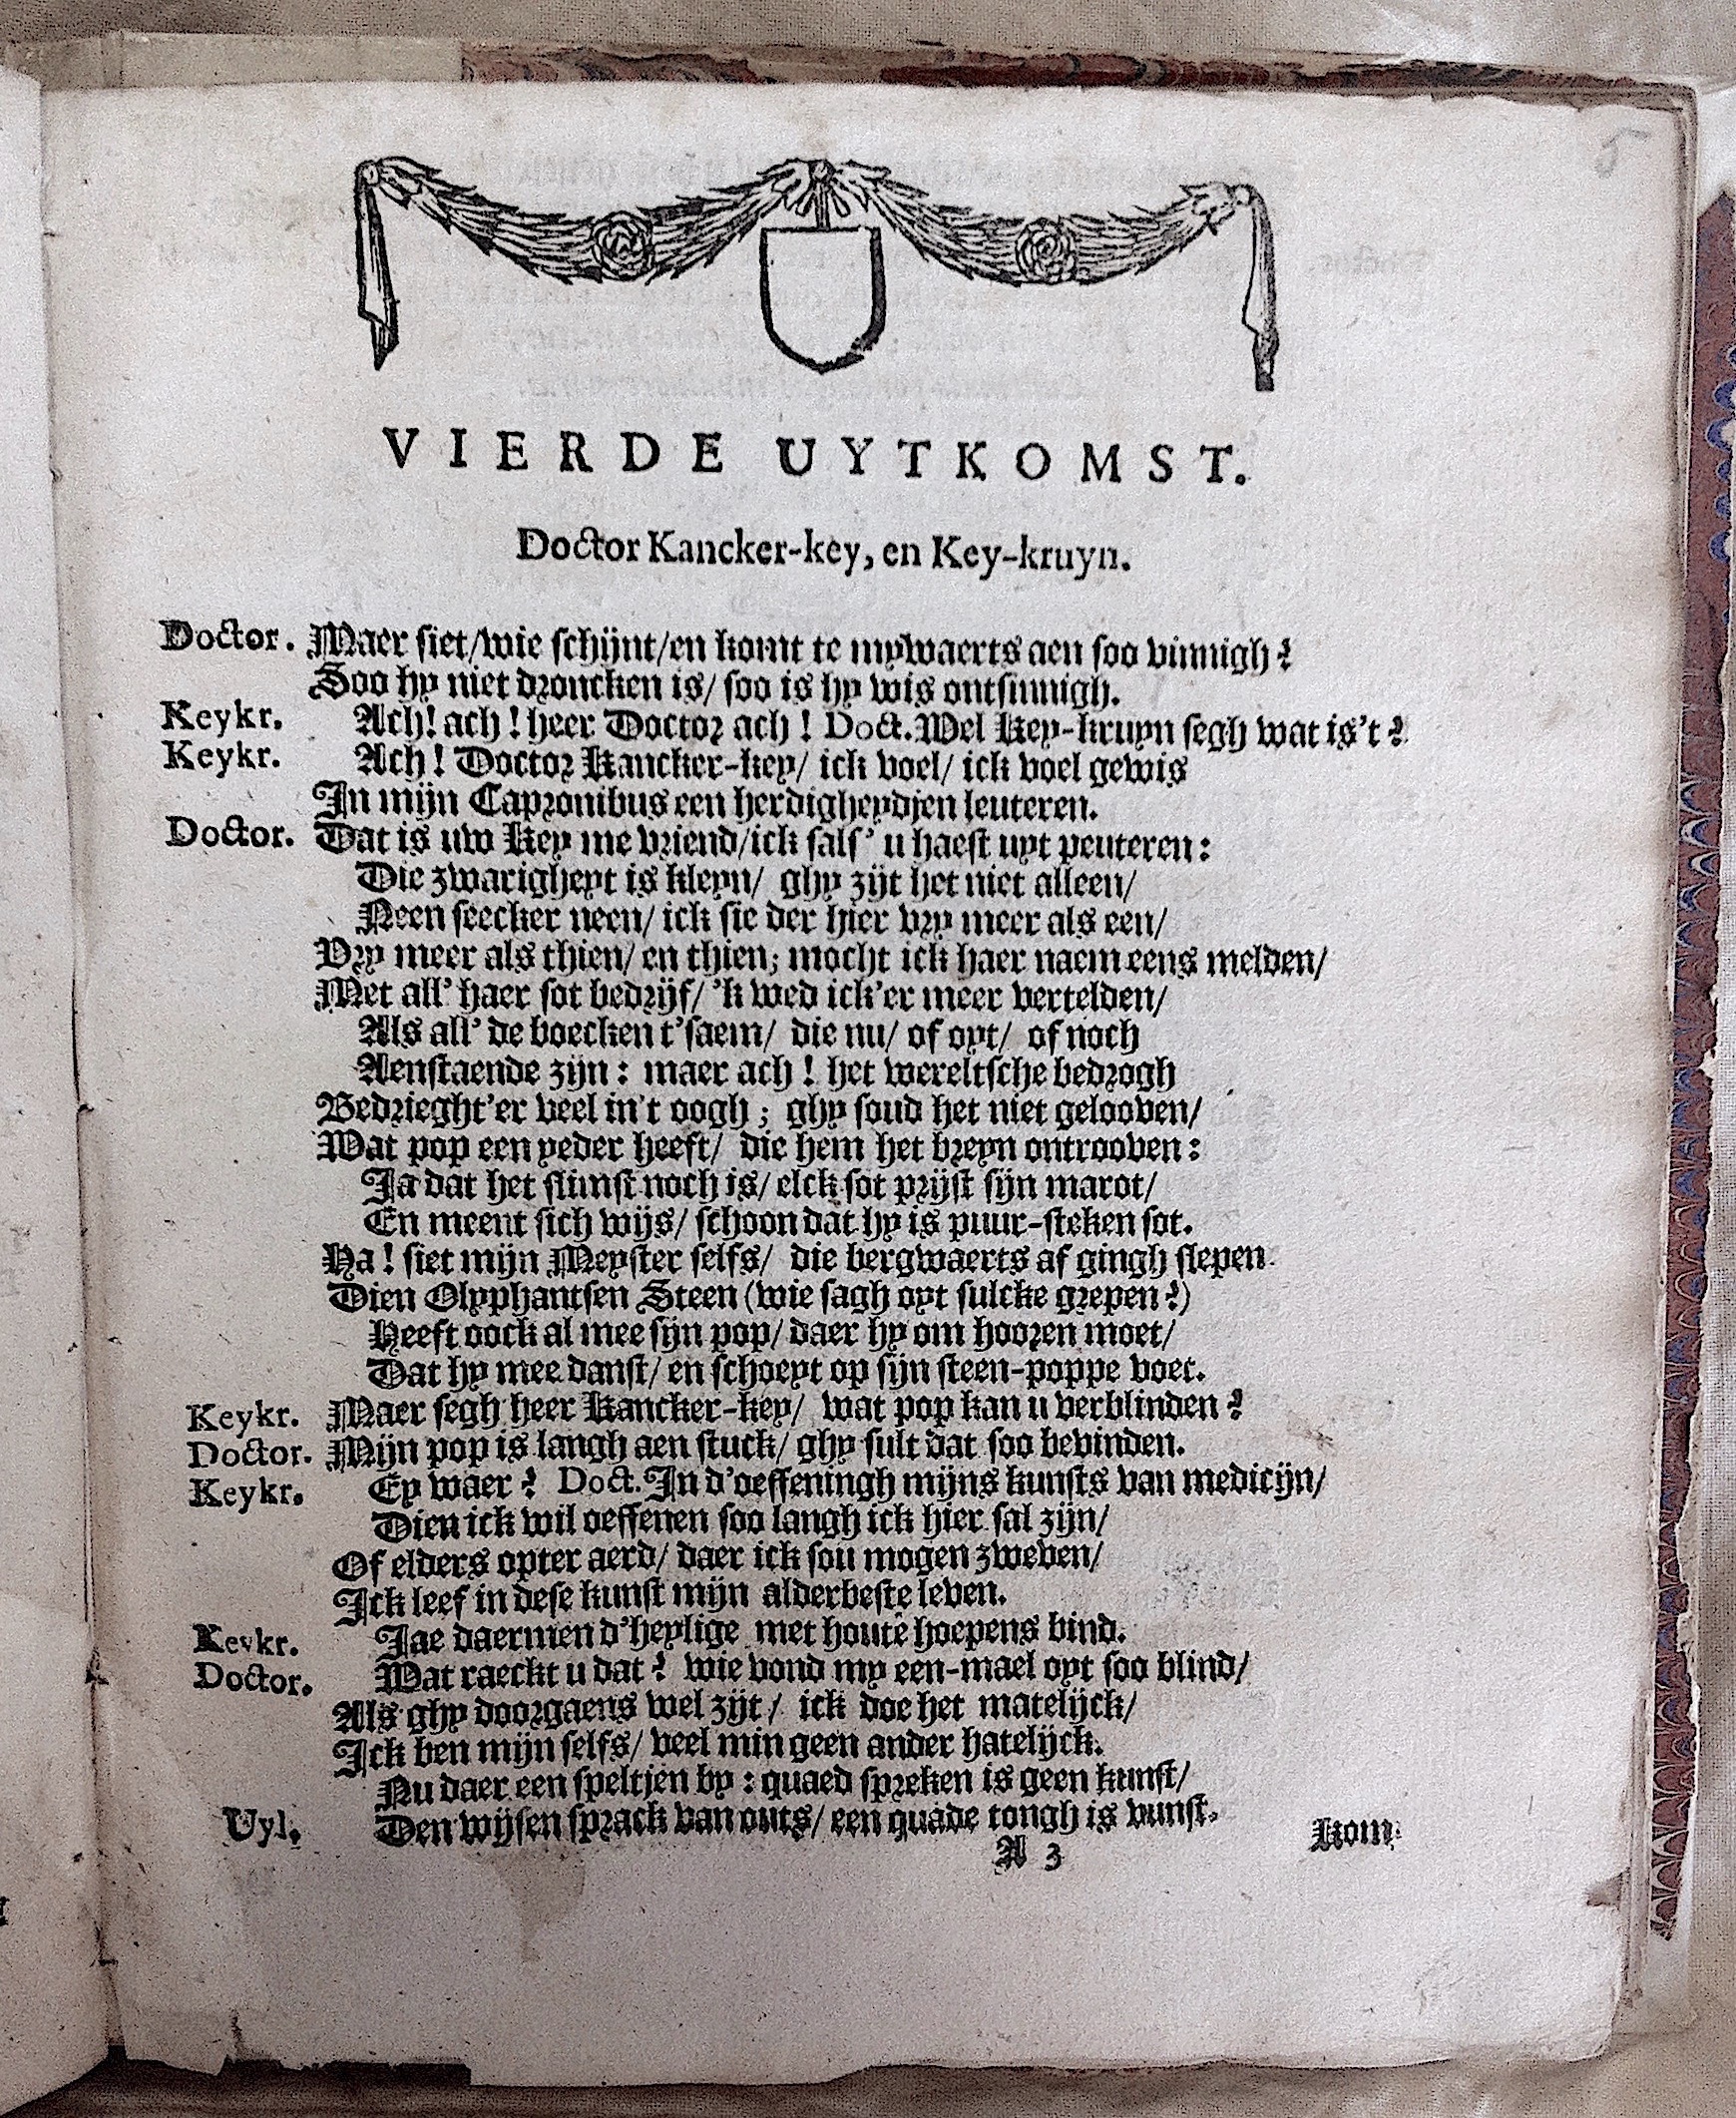 5
VIERDE UYTKOMST.
Doctor Kancker-key, en Key-kruyn.
Doctor. Maer siet/wie schijnt/en komt te mywaerts aen soo vinnigh?
Soo hy niet droncken is/ soo is hy wis ontsinnigh.
Keykr. Ach! ach! heer Doctor ach! Doct. Wel Key-kruyn segh wat is't?
Keykr. Ach! Doctor Kancker-key/ ick voel/ ick voel gewis
In mijn Capronibus een herdigheydjen leuteren.
Doctor. Dat is uw Key me vriend/ick sals' u haest uyt peuteren:
Die zwarigheyt is kleyn/ ghy zijt het niet alleen/
Neen seecker neen/ ick sie der hier vry meer als een/
Vry meer als thien/ en thien; mocht ick haer naem eens melden/
Met all' haer sot bedrijf/ 'k wed ick'er meer vertelden/
Als all' de boecken t'saem/ die nu/ of oyt/ of noch
Aenstaende zijn: maer ach! het wereltsche bedrogh
Bedrieght'er veel in't oogh; ghy soud het niet gelooven/
Wat pop een yeder heeft/ die hem het breyn ontrooven:
Ja dat het slimst noch is/ elck sot prijst sijn marot/
En meent sich wijs/ schoon dat hy is puur-steken sot.
Ha! siet mijn Meyster selfs/ die bergwaerts af gingh slepen
Dien Olyphantsen Steen (wie sagh oyt sulcke grepen?)
Heeft oock al mee sijn pop/ daer hy om hooren moet/
Dat hy mee danst/ en schoeyt op sijn steen-poppe voet.
Keykr. Maer segh heer Kancker-key/ wat pop kan u verblinden?
Doctor. Mijn pop is langh aen stuck/ ghy sult dat soo bevinden.
Keykr. Ey waer? Doct. In d'oeffeningh mijns kunsts van medicijn/
Dien ick wil oeffenen soo langh ick hier sal zijn/
Of elders opter aerd/ daer ick sou mogen zweven/
Ick leef in dese kunst mijn alderbeste leven.
Keykr. Jae daermen d'heylige met houtẽ hoepens bind.
Doctor. Wat raeckt u dat? wie vond my een-mael oyt soo blind/
Als ghy doorgaens wel zijt/ ick doe het matelijck/
Ick ben mijn selfs/ veel min geen ander hatelijck.
Nu daer een speltjen by: quaed spreken is geen kunst/
Uyl. Den wijsen sprack van outs/ een quade tongh is vunst.
A 3 Kom